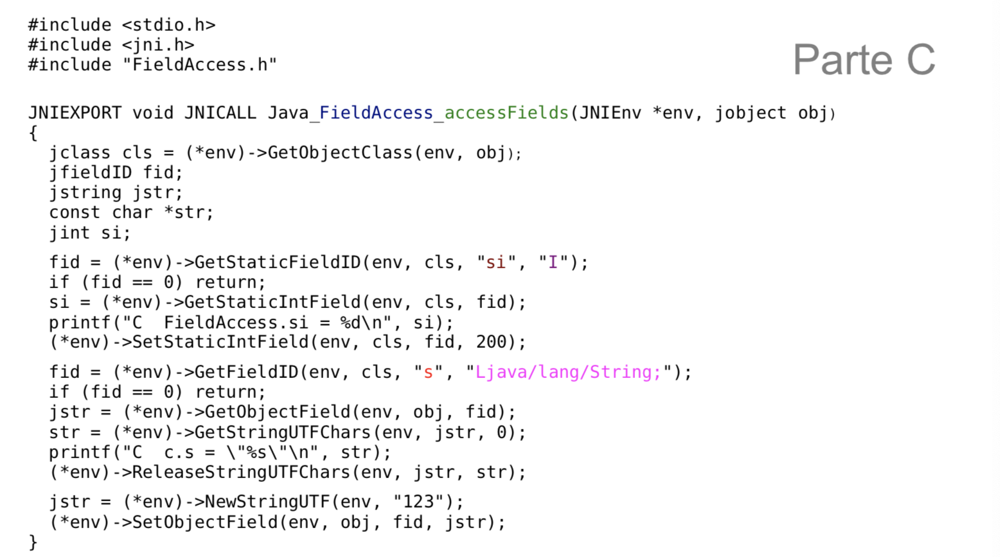 #include <stdio.h>
#include <jni.h>
#include "FieldAccess.h"
Parte C
JNIEXPORT void JNICALL Java_FieldAccess_accessFields(JNIEnv *env, jobject obj)
{
  jclass cls = (*env)->GetObjectClass(env, obj);
  jfieldID fid;
  jstring jstr;
  const char *str;
  jint si;
  fid = (*env)->GetStaticFieldID(env, cls, "si", "I");
  if (fid == 0) return;
  si = (*env)->GetStaticIntField(env, cls, fid);
  printf("C  FieldAccess.si = %d\n", si);
  (*env)->SetStaticIntField(env, cls, fid, 200);
  fid = (*env)->GetFieldID(env, cls, "s", "Ljava/lang/String;");
  if (fid == 0) return;
  jstr = (*env)->GetObjectField(env, obj, fid);
  str = (*env)->GetStringUTFChars(env, jstr, 0);
  printf("C  c.s = \"%s\"\n", str);
  (*env)->ReleaseStringUTFChars(env, jstr, str);
  jstr = (*env)->NewStringUTF(env, "123");
  (*env)->SetObjectField(env, obj, fid, jstr);
}